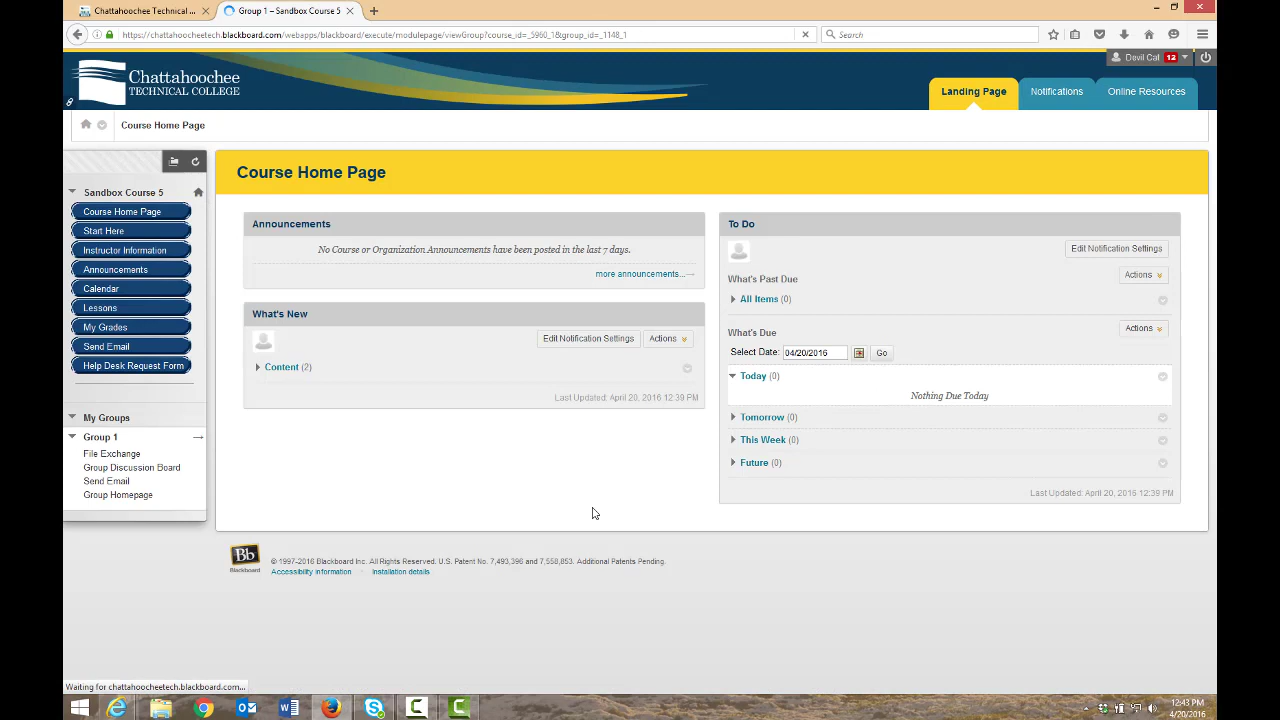 Chattahoochee Technical ...
Group 1 – Sandbox Course 5
https://chattahoocheetech.blackboard.com/webapps/blackboard/execute/modulepage/viewGroup?course_id=_5960_1&group_id=_1148_1
Search
Devil Cat 12
Chattahoochee
TECHNICAL COLLEGE
Landing Page
Notifications
Online Resources
Course Home Page
Sandbox Course 5
Course Home Page
Start Here
Instructor Information
Announcements
Calendar
Lessons
My Grades
Send Email
Help Desk Request Form
My Groups
Group 1
File Exchange
Group Discussion Board
Send Email
Group Homepage
Course Home Page
Announcements
No Course or Organization Announcements have been posted in the last 7 days.
more announcements...
What's New
Edit Notification Settings
Actions
Content (2)
Last Updated: April 20, 2016 12:39 PM
To Do
Edit Notification Settings
What's Past Due
Actions
All Items (0)
What's Due
Actions
Select Date: 04/20/2016 Go
Today (0)
Nothing Due Today
Tomorrow (0)
This Week (0)
Future (0)
Last Updated: April 20, 2016 12:39 PM
Bb
Blackboard
© 1997-2016 Blackboard Inc. All Rights Reserved. U.S. Patent No. 7,493,396 and 7,558,853. Additional Patents Pending.
Accessibility information
Installation details
Waiting for chattahoocheetech.blackboard.com...
12:43 PM
4/20/2016